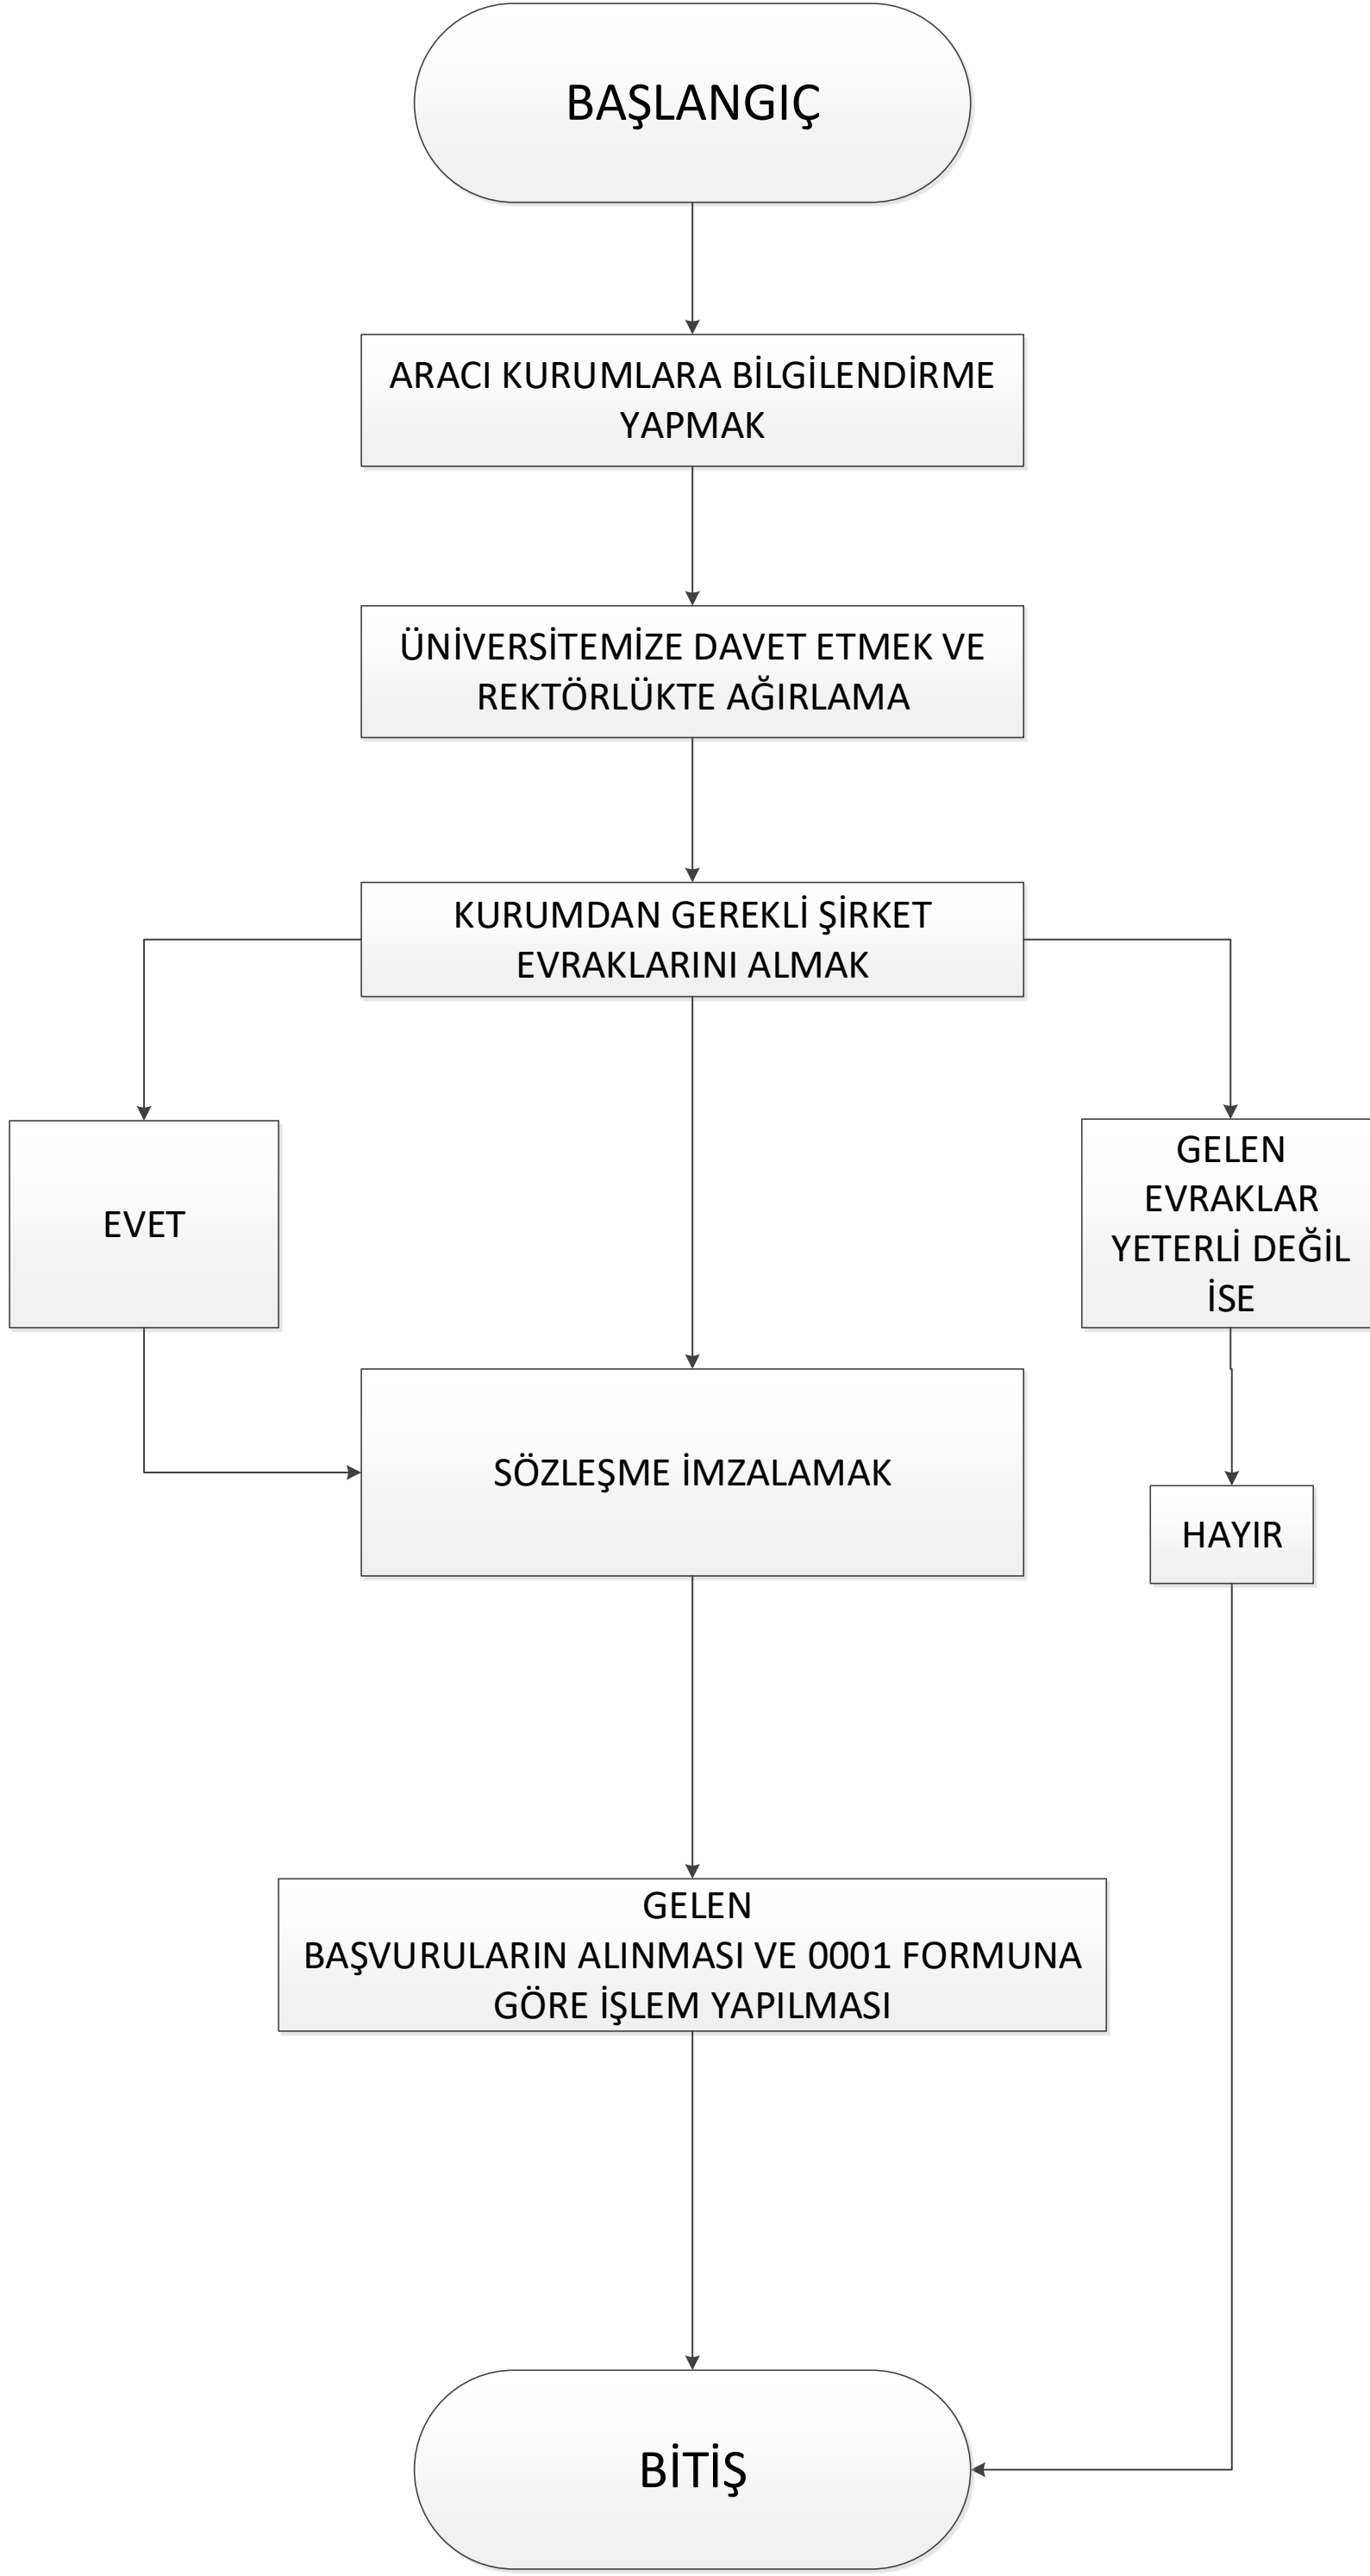 BAŞLANGIÇ
ARACI KURUMLARA BİLGİLENDİRME
YAPMAK
ÜNİVERSİTEMİZE DAVET ETMEK VE
REKTÖRLÜKTE AĞIRLAMA
KURUMDAN GEREKLİ ŞİRKET
EVRAKLARINI ALMAK
EVET
GELEN
EVRAKLAR
YETERLİ DEĞİL
İSE
SÖZLEŞME İMZALAMAK
HAYIR
GELEN
BAŞVURULARIN ALINMASI VE 0001 FORMUNA
GÖRE İŞLEM YAPILMASI
BİTİŞ